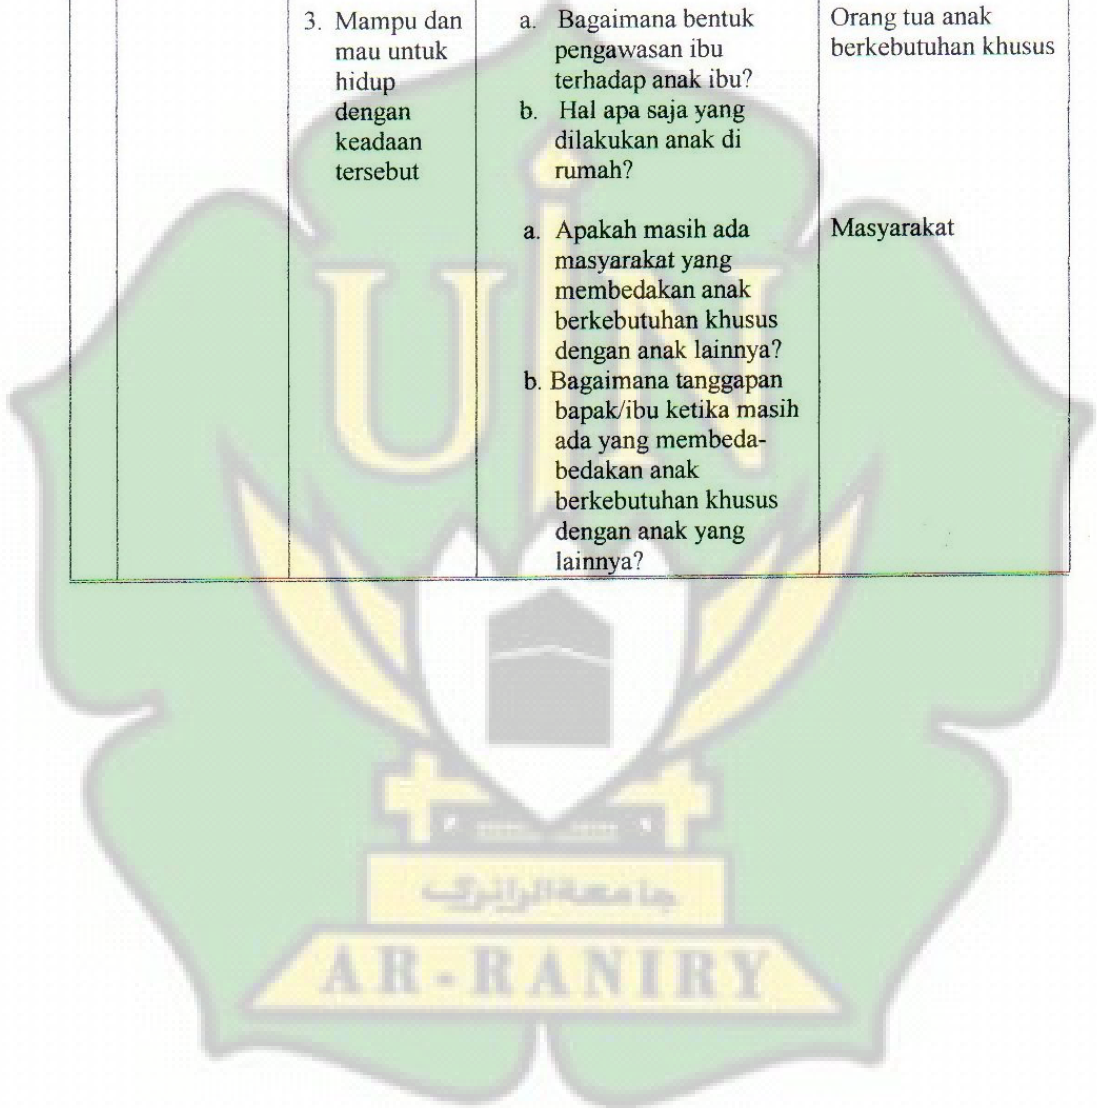 3. Mampu dan
mau untuk
hidup
dengan
keadaan
tersebut
a. Bagaimana bentuk
pengawasan ibu
terhadap anak ibu?
b. Hal apa saja yang
dilakukan anak di
rumah?
Orang tua anak
berkebutuhan khusus
a. Apakah masih ada
masyarakat yang
membedakan anak
berkebutuhan khusus
dengan anak lainnya?
b. Bagaimana tanggapan
bapak/ibu ketika masih
ada yang membeda-
bedakan anak
berkebutuhan khusus
dengan anak yang
lainnya?
Masyarakat
UIN
جامعة الرانري
AR-RANIRY